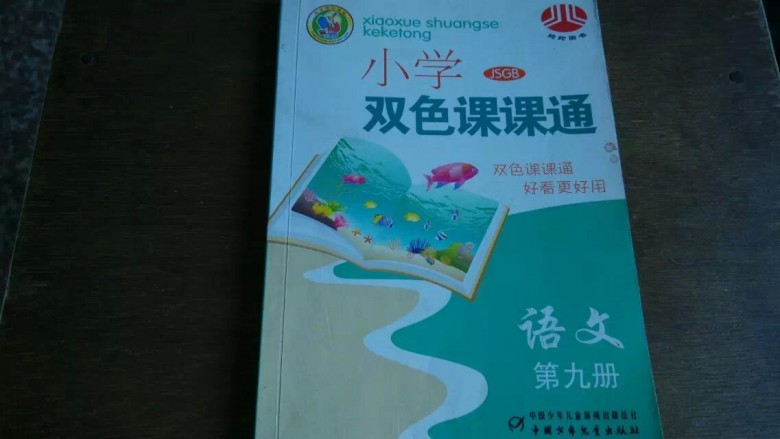 xiaoxue shuangse
keketong
小学
JSGB
双色课课通
双色课课通
好看更好用
语文
第九册
中国少年儿童新闻出版总社
中国少年儿童出版社